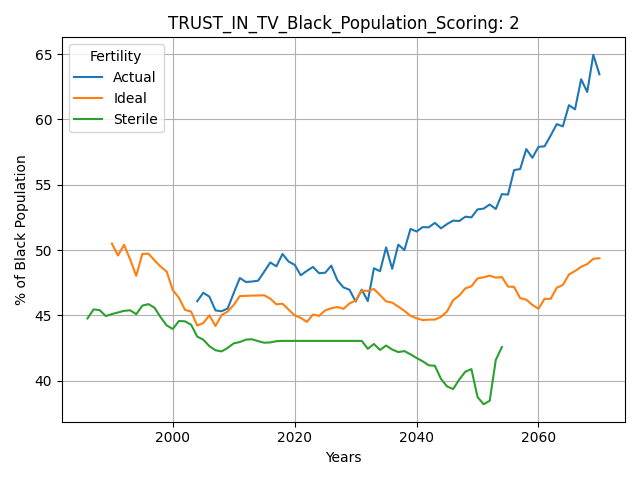 TRUST_IN_TV_Black_Population_Scoring: 2
Fertility
Actual
Ideal
Sterile
% of Black Population
65
60
55
50
45
40
2000 2020 2040 2060
Years